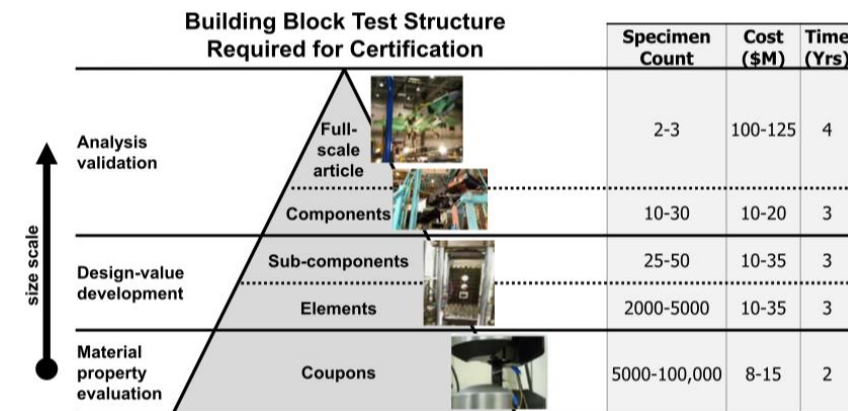 Building Block Test Structure
Required for Certification
Specimen Count
Cost ($M)
Time (Yrs)
size scale
Analysis
validation
Full-
scale
article
2-3 100-125 4
Components 10-30 10-20 3
Design-value
development
Sub-components 25-50 10-35 3
Elements 2000-5000 10-35 3
Material
property
evaluation
Coupons 5000-100,000 8-15 2